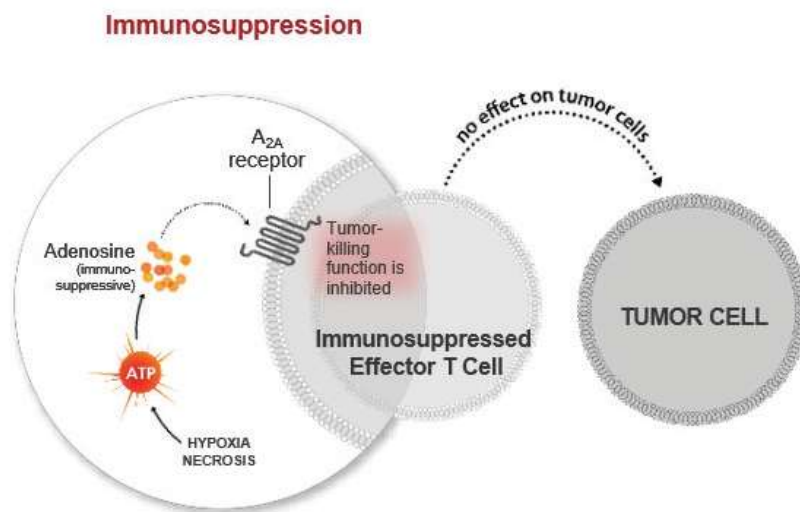 Immunosuppression
no effect on tumor cells
A2A
receptor
Adenosine
(immuno-
suppressive)
Tumor-
killing
function is
inhibited
Immunosuppressed
Effector T Cell
TUMOR CELL
ATP
HYPOXIA
NECROSIS